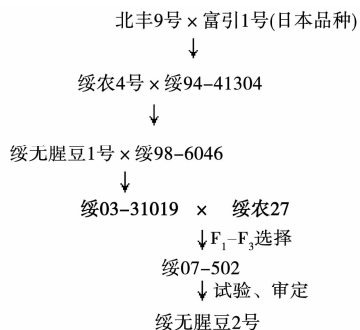 北丰9号×富引1号(日本品种)
绥农4号×绥94-41304
绥无腥豆1号×绥98-6046
绥03-31019 × 绥农27
F₁–F₃选择
绥07-502
试验、审定
绥无腥豆2号